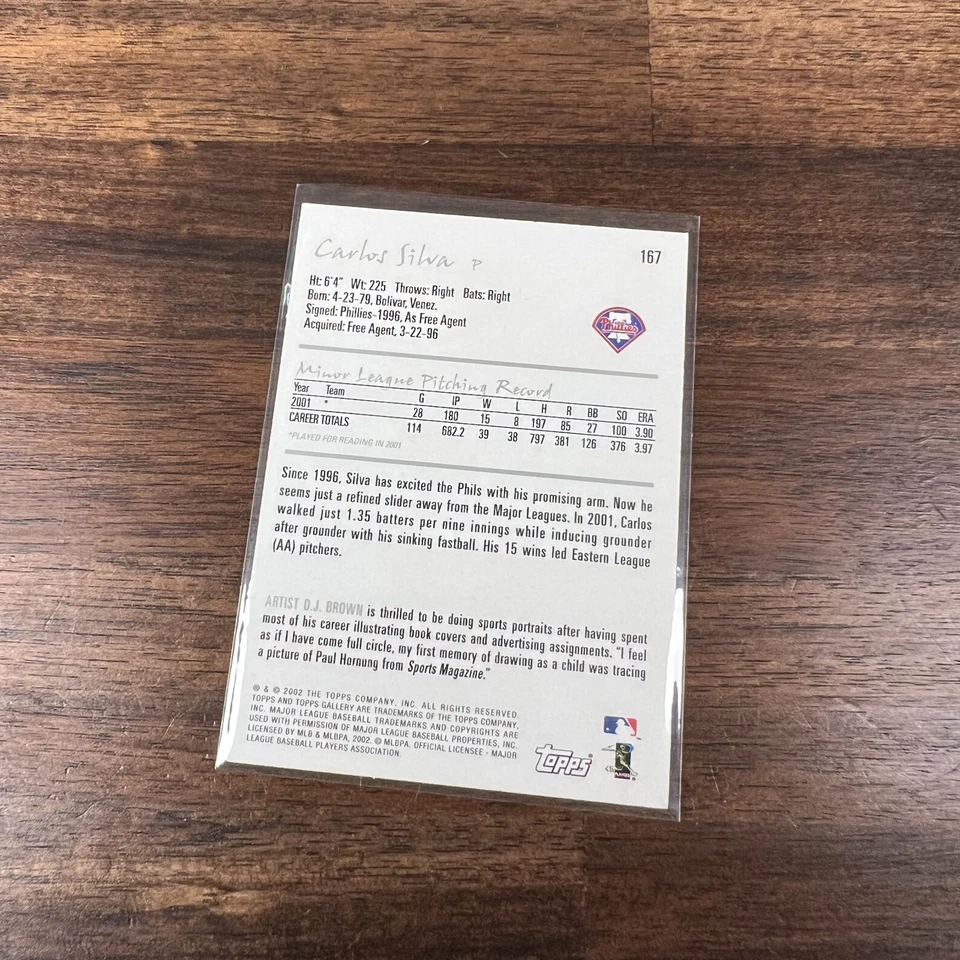 Carlos Silva P 167
Ht: 6'4" Wt: 225 Throws: Right Bats: Right
Born: 4-23-79, Bolivar, Venez.
Signed: Phillies-1996, As Free Agent
Acquired: Free Agent, 3-22-96
Phillies
Minor League Pitching Record
Year Team G IP W L H R BB SO ERA
2001 * 28 180 15 8 197 85 27 100 3.90
CAREER TOTALS 114 682.2 39 38 797 381 126 376 3.97
*PLAYED FOR READING IN 2001
Since 1996, Silva has excited the Phils with his promising arm. Now he
seems just a refined slider away from the Major Leagues. In 2001, Carlos
walked just 1.35 batters per nine innings while inducing grounder
after grounder with his sinking fastball. His 15 wins led Eastern League
(AA) pitchers.
ARTIST D.J. BROWN is thrilled to be doing sports portraits after having spent
most of his career illustrating book covers and advertising assignments. "I feel
as if I have come full circle, my first memory of drawing as a child was tracing
a picture of Paul Hornung from Sports Magazine."
® & © 2002 THE TOPPS COMPANY, INC. ALL RIGHTS RESERVED.
TOPPS AND TOPPS GALLERY ARE TRADEMARKS OF THE TOPPS COMPANY,
INC. MAJOR LEAGUE BASEBALL TRADEMARKS AND COPYRIGHTS ARE
USED WITH PERMISSION OF MAJOR LEAGUE BASEBALL PROPERTIES, INC.
LICENSED BY MLB & MLBPA, 2002. © MLBPA. OFFICIAL LICENSEE - MAJOR
LEAGUE BASEBALL PLAYERS ASSOCIATION.
topps